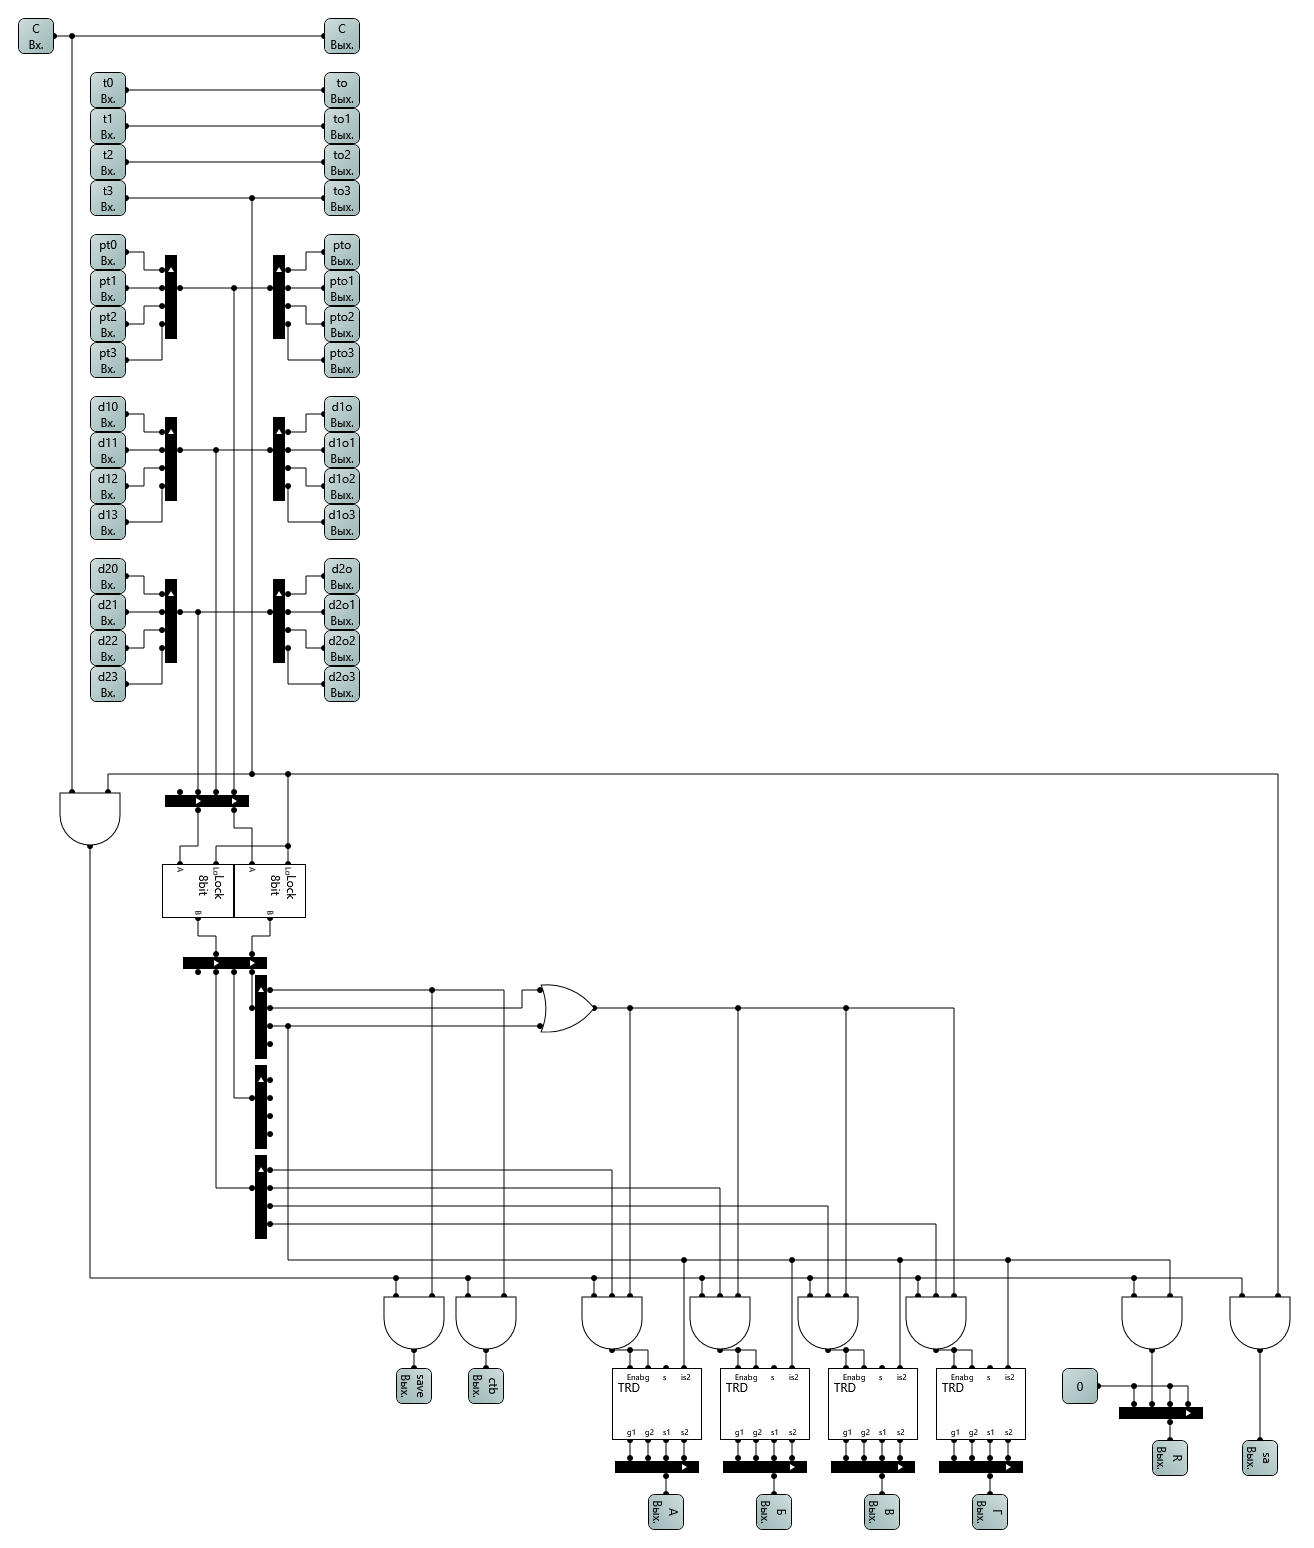 C
Вх.
C
Вых.
t0
Вх.
to
Вых.
t1
Вх.
to1
Вых.
t2
Вх.
to2
Вых.
t3
Вх.
to3
Вых.
pt0
Вх.
pto
Вых.
pt1
Вх.
pto1
Вых.
pt2
Вх.
pto2
Вых.
pt3
Вх.
pto3
Вых.
d10
Вх.
d1o
Вых.
d11
Вх.
d1o1
Вых.
d12
Вх.
d1o2
Вых.
d13
Вх.
d1o3
Вых.
d20
Вх.
d2o
Вых.
d21
Вх.
d2o1
Вых.
d22
Вх.
d2o2
Вых.
d23
Вх.
d2o3
Вых.
A
Lo
Lock
8bit
B
A
Lo
Lock
8bit
B
save
Вых.
ctb
Вых.
Enabg s is2
TRD
g1 g2 s1 s2
Enabg s is2
TRD
g1 g2 s1 s2
Enabg s is2
TRD
g1 g2 s1 s2
Enabg s is2
TRD
g1 g2 s1 s2
0
R
Вых.
sa
Вых.
А
Вых.
Б
Вых.
В
Вых.
Г
Вых.